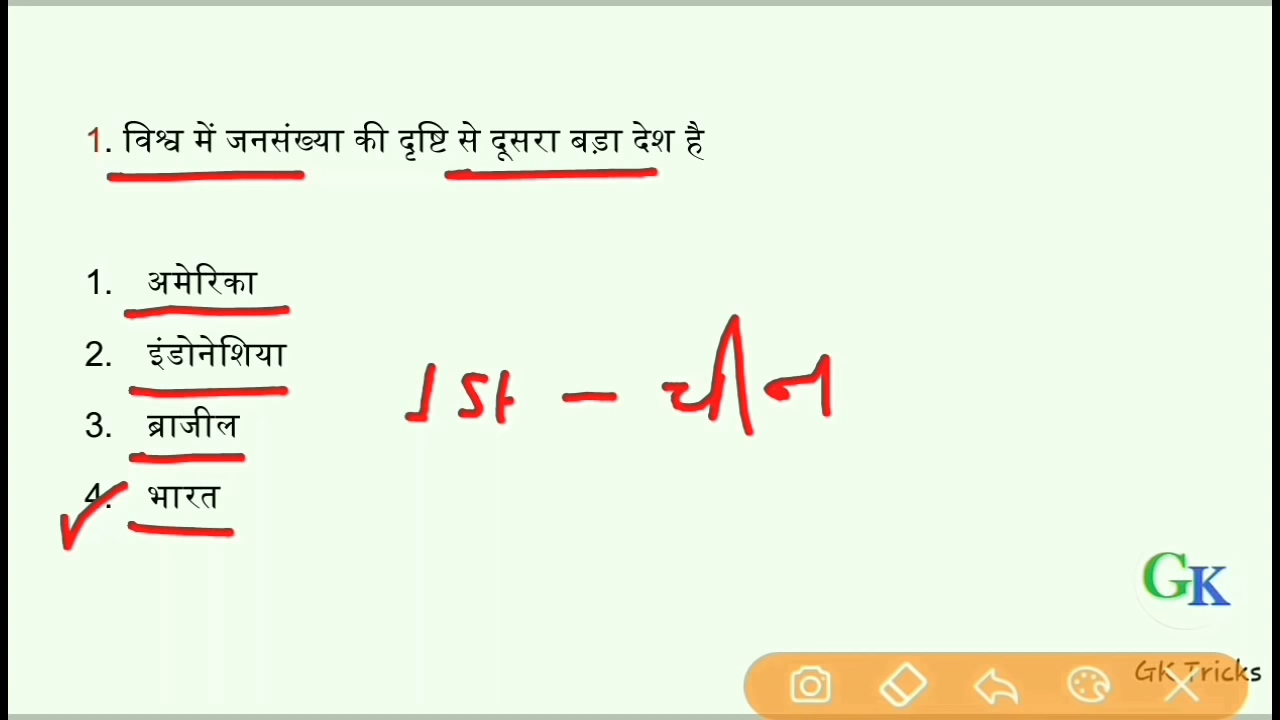 1. विश्व में जनसंख्या की दृष्टि से दूसरा बड़ा देश है
1. अमेरिका
2. इंडोनेशिया
3. ब्राजील
1st - चीन
4. भारत
GK
GK Tricks